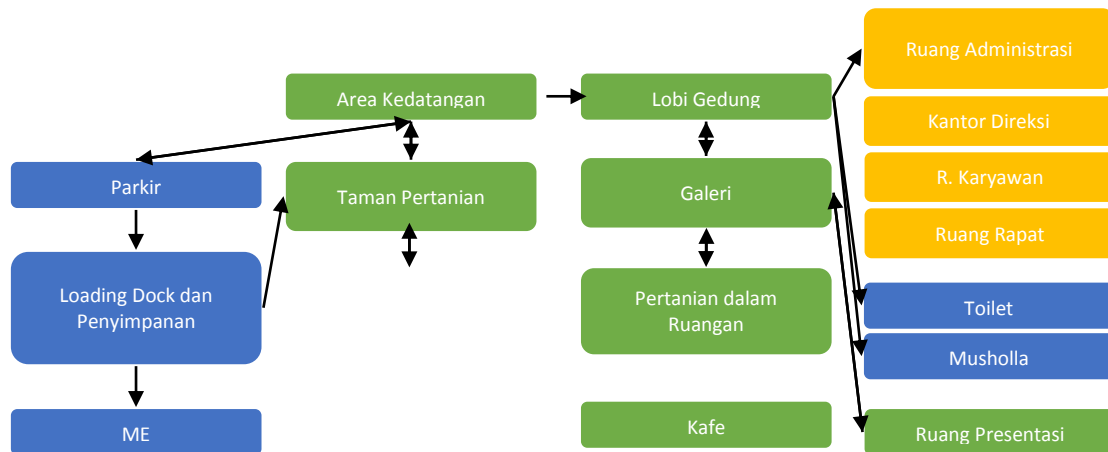 Ruang Administrasi
Area Kedatangan
Lobi Gedung
Kantor Direksi
Parkir
Taman Pertanian
Galeri
R. Karyawan
Ruang Rapat
Loading Dock dan
Penyimpanan
Pertanian dalam
Ruangan
Toilet
Musholla
ME
Kafe
Ruang Presentasi